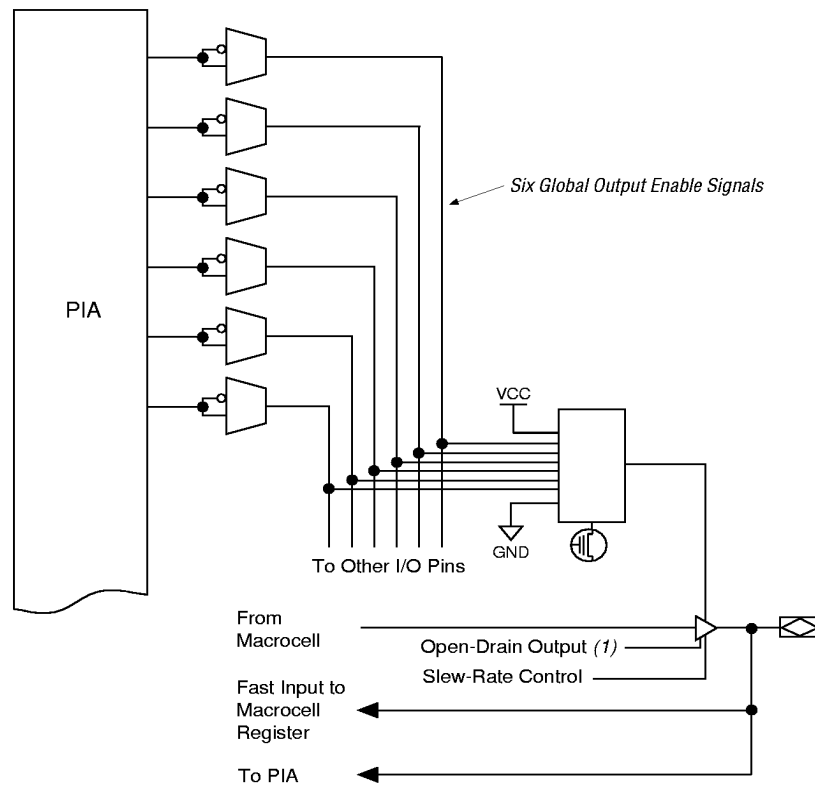 Six Global Output Enable Signals
PIA
VCC
GND
To Other I/O Pins
From
Macrocell
Open-Drain Output (1)
Slew-Rate Control
Fast Input to
Macrocell
Register
To PIA